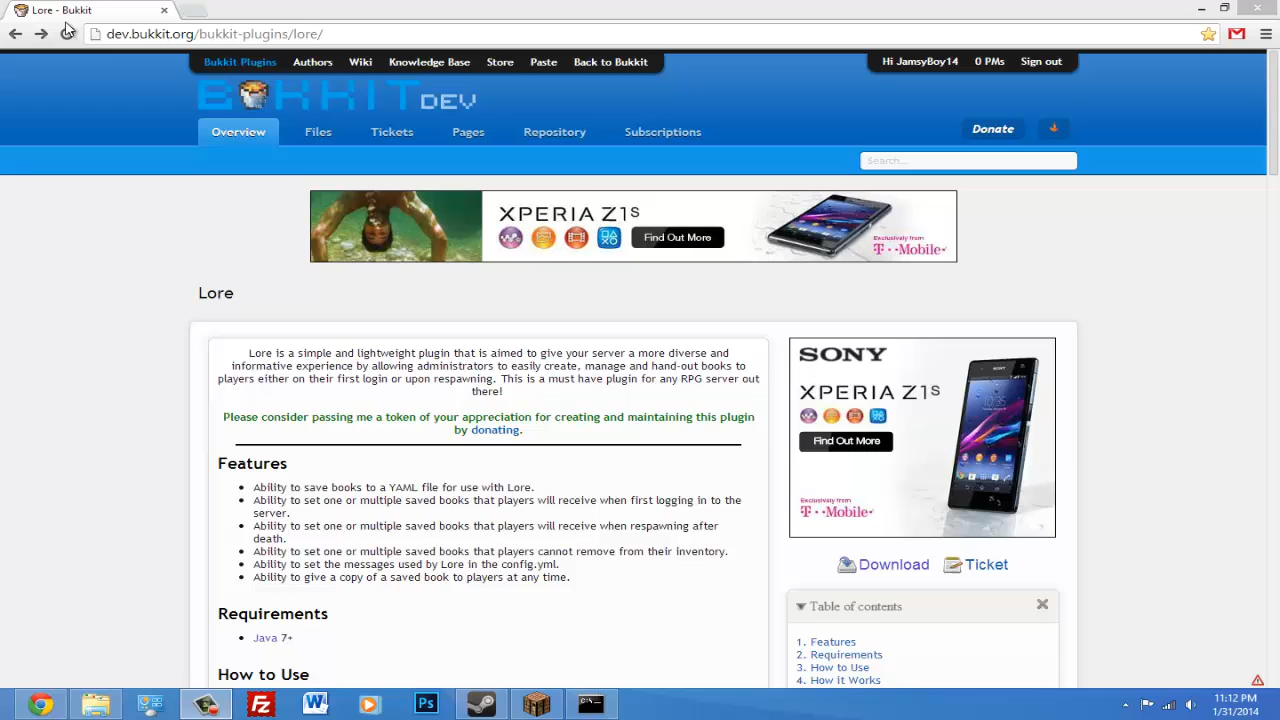 Lore - Bukkit
dev.bukkit.org/bukkit-plugins/lore/
Bukkit Plugins Authors Wiki Knowledge Base Store Paste Back to Bukkit
Hi JamsyBoy14 0 PMs Sign out
BUKKIT DEV
Overview Files Tickets Pages Repository Subscriptions
Donate
Search...
XPERIA Z1S
Find Out More
Exclusively from
T··Mobile·
Lore
Lore is a simple and lightweight plugin that is aimed to give your server a more diverse and
informative experience by allowing administrators to easily create, manage and hand-out books to
players either on their first login or upon respawning. This is a must have plugin for any RPG server out
there!
Please consider passing me a token of your appreciation for creating and maintaining this plugin
by donating.
Features
• Ability to save books to a YAML file for use with Lore.
• Ability to set one or multiple saved books that players will receive when first logging in to the
server.
• Ability to set one or multiple saved books that players will receive when respawning after
death.
• Ability to set one or multiple saved books that players cannot remove from their inventory.
• Ability to set the messages used by Lore in the config.yml.
• Ability to give a copy of a saved book to players at any time.
Requirements
• Java 7+
How to Use
SONY
XPERIA Z1S
Find Out More
Exclusively from
T··Mobile·
SONY
Download Ticket
Table of contents
1. Features
2. Requirements
3. How to Use
4. How it Works
Fz
W
Ps
11:12 PM
1/31/2014